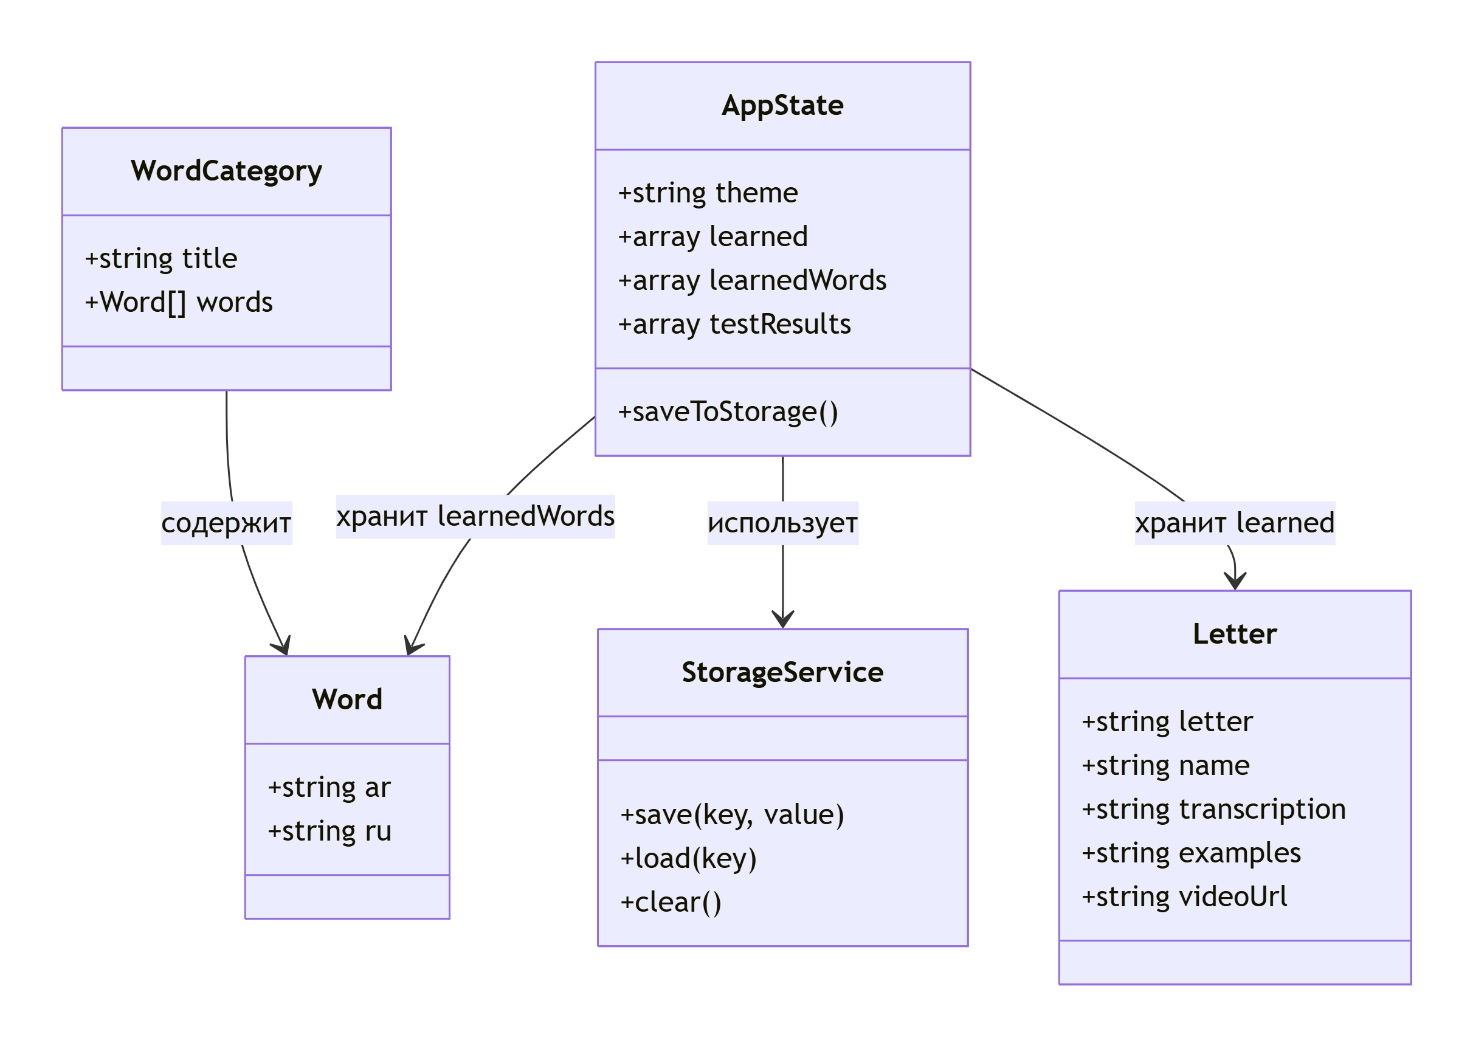 AppState
+string theme
+array learned
+array learnedWords
+array testResults
+saveToStorage()
WordCategory
+string title
+Word[] words
содержит
хранит learnedWords
использует
хранит learned
Word
+string ar
+string ru
StorageService
+save(key, value)
+load(key)
+clear()
Letter
+string letter
+string name
+string transcription
+string examples
+string videoUrl